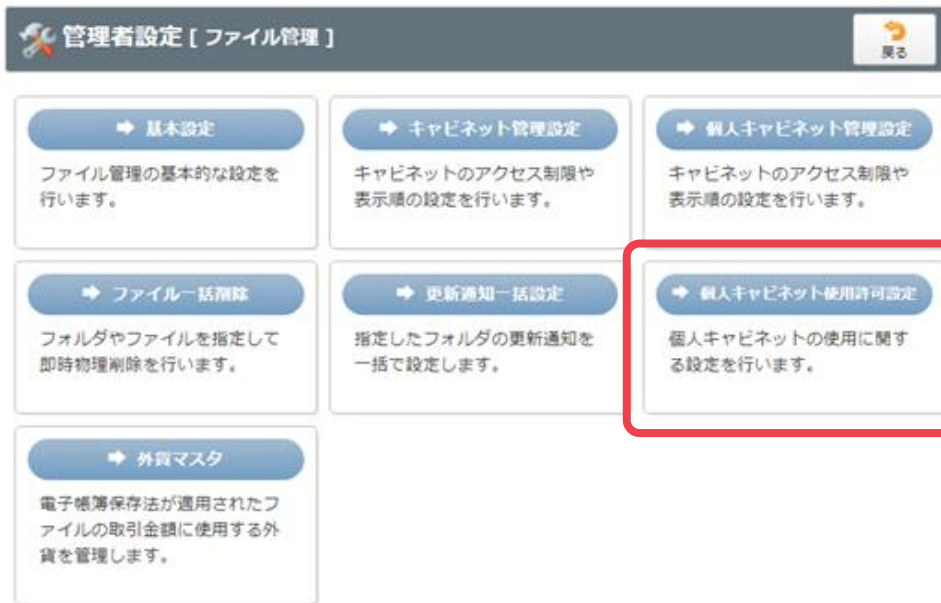 管理者設定 [ ファイル管理 ]
戻る
基本設定
ファイル管理の基本的な設定を
行います。
キャビネット管理設定
キャビネットのアクセス制限や
表示順の設定を行います。
個人キャビネット管理設定
キャビネットのアクセス制限や
表示順の設定を行います。
ファイル一括削除
フォルダやファイルを指定して
即時物理削除を行います。
更新通知一括設定
指定したフォルダの更新通知を
一括で設定します。
個人キャビネット使用許可設定
個人キャビネットの使用に関す
る設定を行います。
外貨マスタ
電子帳簿保存法が適用されたフ
ァイルの取引金額に使用する外
貨を管理します。